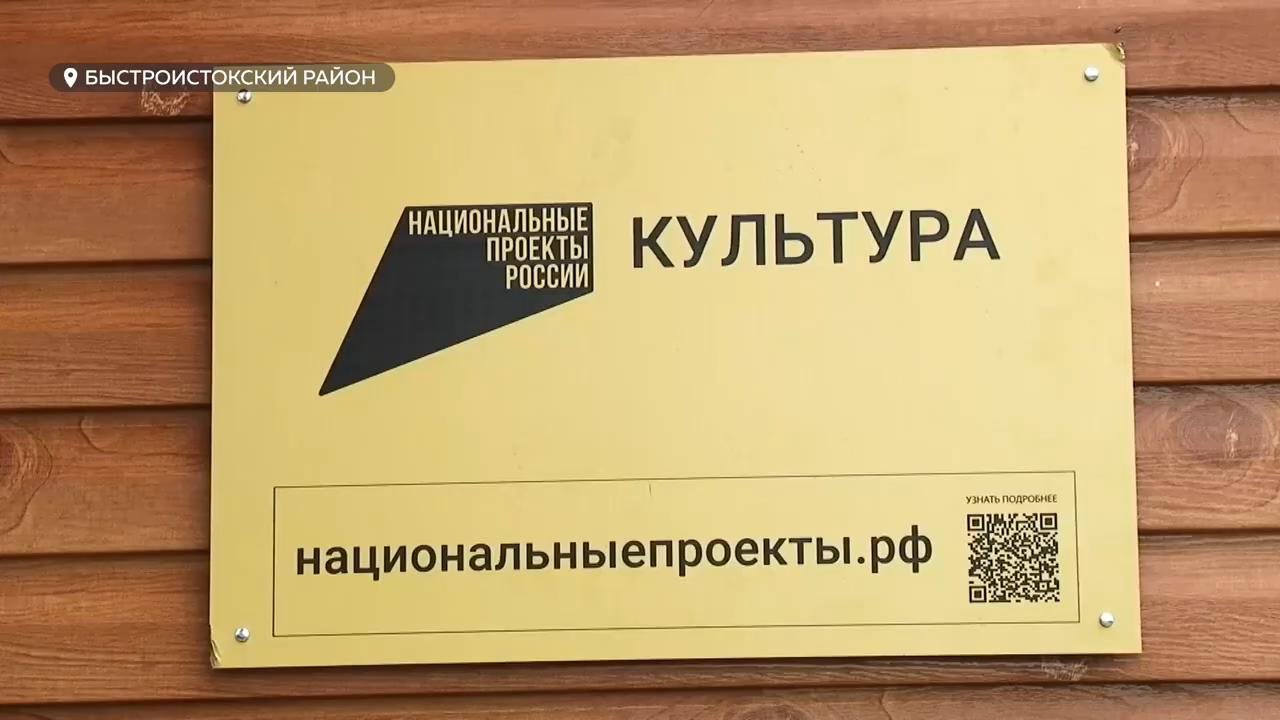 БЫСТРОИСТОКСКИЙ РАЙОН
НАЦИОНАЛЬНЫЕ
ПРОЕКТЫ
РОССИИ
КУЛЬТУРА
УЗНАТЬ ПОДРОБНЕЕ
национальныепроекты.рф